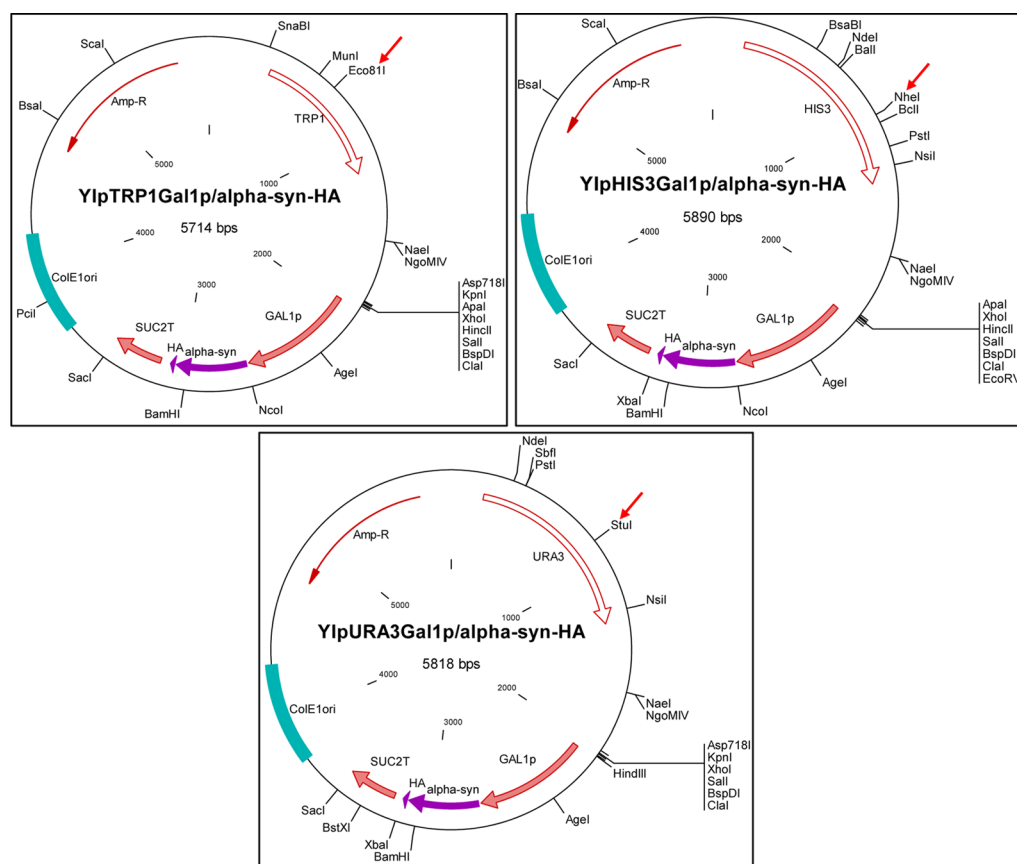 SnaBI
MunI
Eco81I
ScaI
BsaI
Amp-R
TRP1
I
5000
1000
YIpTRP1Gal1p/alpha-syn-HA
5714 bps
4000
2000
3000
ColE1ori
PciI
SUC2T
HA
alpha-syn
GAL1p
SacI
BamHI
NcoI
AgeI
NaeI
NgoMIV
Asp718I
KpnI
ApaI
XhoI
HincII
SalI
BspDI
ClaI
BsaBI
NdeI
BalI
ScaI
NheI
BclI
PstI
NsiI
BsaI
Amp-R
HIS3
I
5000
1000
YIpHIS3Gal1p/alpha-syn-HA
5890 bps
4000
2000
3000
ColE1ori
SUC2T
HA
alpha-syn
GAL1p
XbaI
BamHI
NcoI
AgeI
NaeI
NgoMIV
ApaI
XhoI
HincII
SalI
BspDI
ClaI
EcoRV
NdeI
SbfI
PstI
StuI
Amp-R
URA3
I
NsiI
5000
1000
YIpURA3Gal1p/alpha-syn-HA
5818 bps
4000
2000
3000
ColE1ori
SUC2T
HA
alpha-syn
GAL1p
SacI
BstXI
XbaI
BamHI
AgeI
HindIII
NaeI
NgoMIV
Asp718I
KpnI
XhoI
SalI
BspDI
ClaI